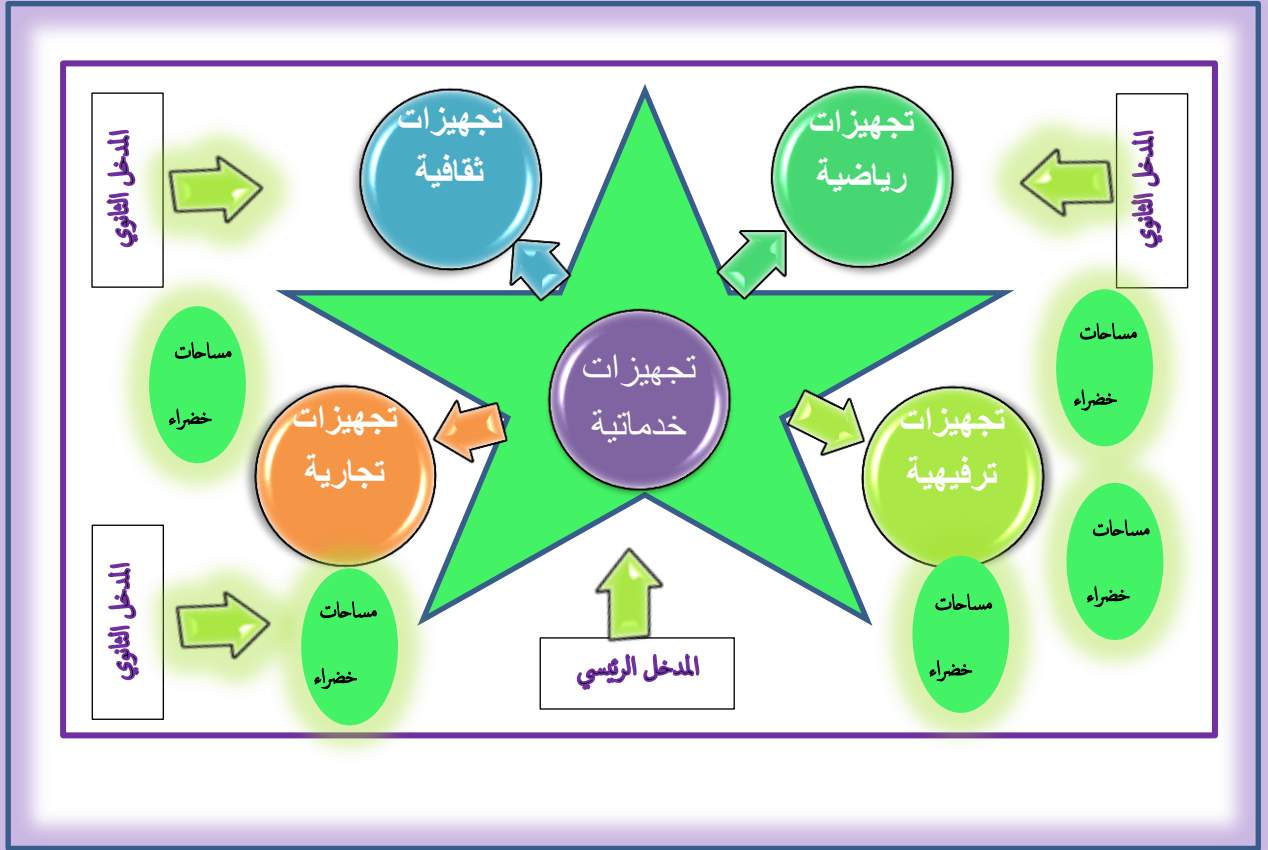 تجهيزات
رياضية
تجهيزات
ثقافية
المدخل الثانوي
المدخل الثانوي
مساحات
خضراء
مساحات
خضراء
تجهيزات
خدماتية
تجهيزات
ترفيهية
تجهيزات
تجارية
مساحات
خضراء
مساحات
خضراء
مساحات
خضراء
المدخل الثانوي
المدخل الرئيسي